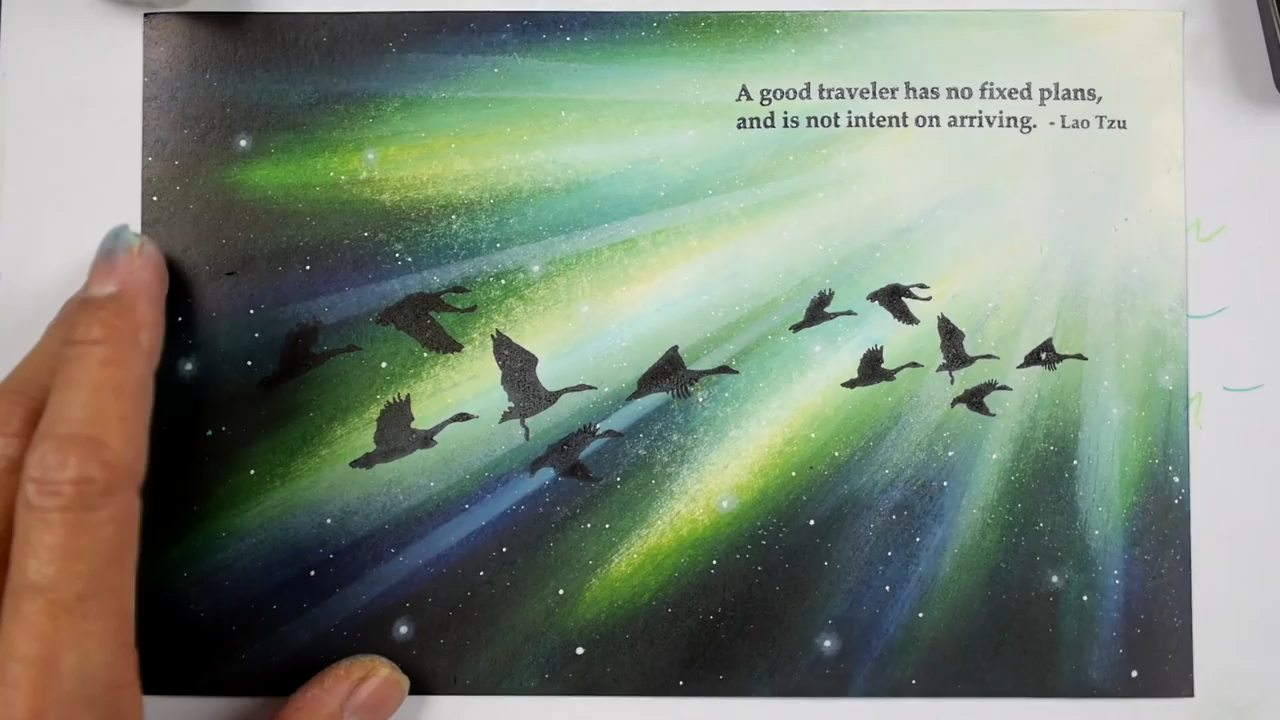 A good traveler has no fixed plans,
and is not intent on arriving. - Lao Tzu